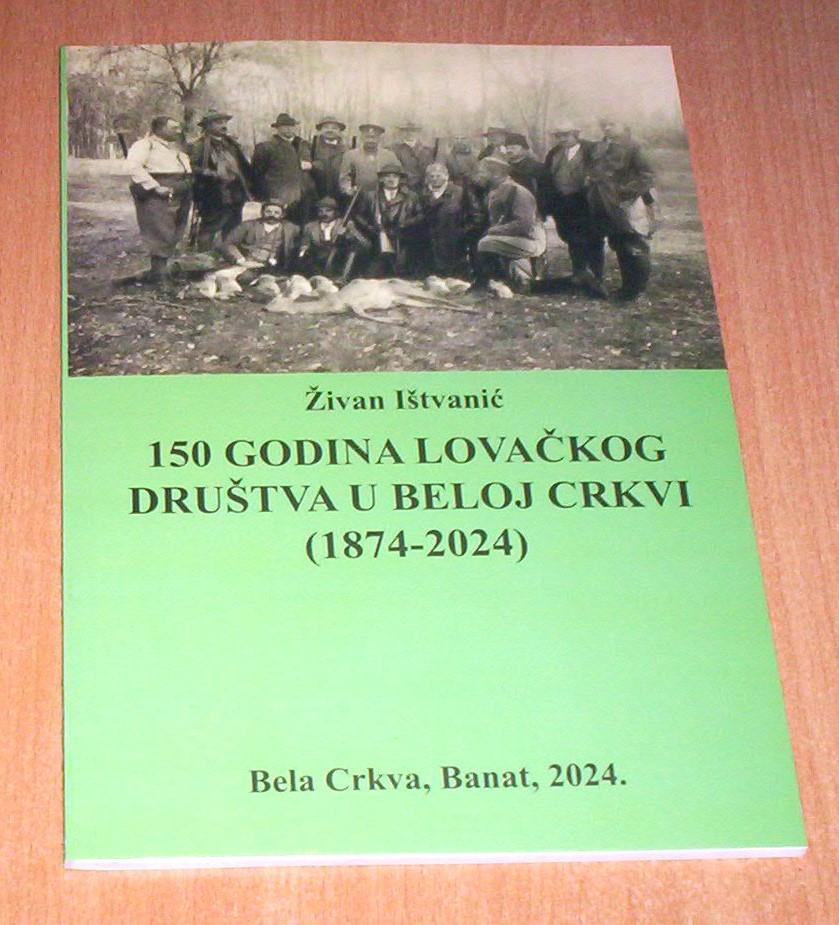 Živan Ištvanić
150 GODINA LOVAČKOG
DRUŠTVA U BELOJ CRKVI
(1874-2024)
Bela Crkva, Banat, 2024.